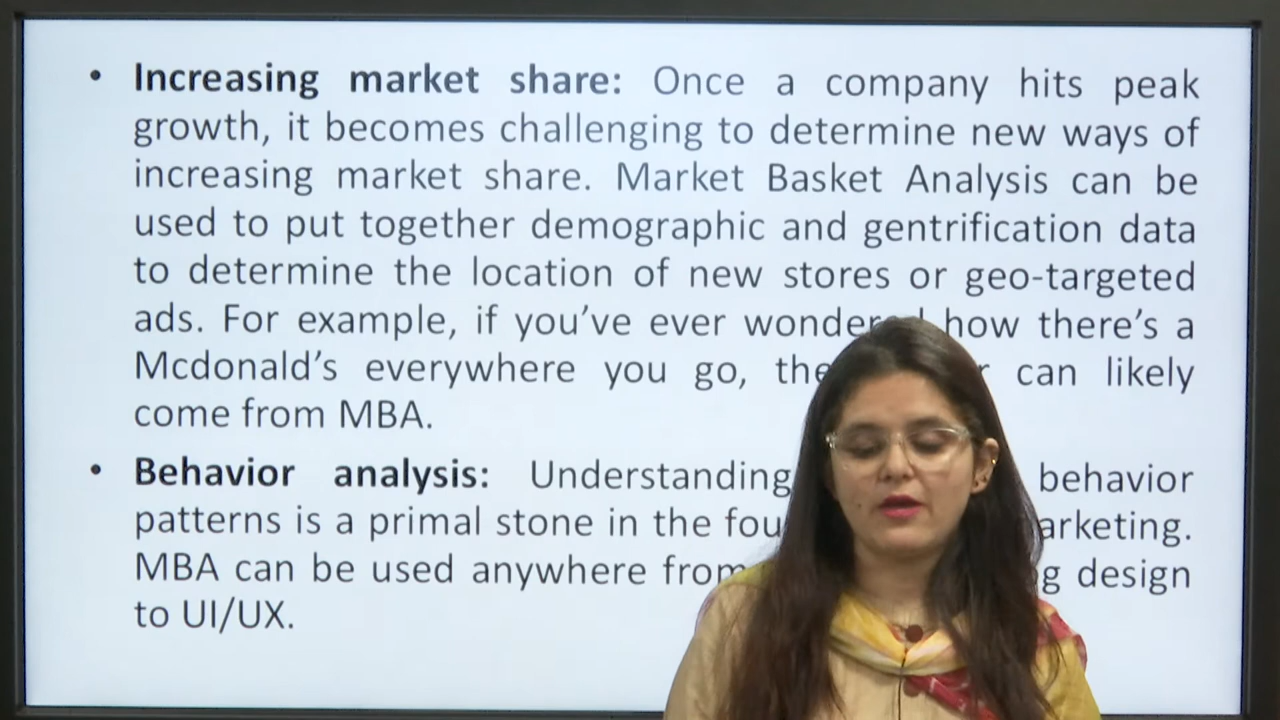 • Increasing market share: Once a company hits peak
growth, it becomes challenging to determine new ways of
increasing market share. Market Basket Analysis can be
used to put together demographic and gentrification data
to determine the location of new stores or geo-targeted
ads. For example, if you've ever wondered how there's a
Mcdonald's everywhere you go, can likely
come from MBA.
• Behavior analysis: Understanding behavior
patterns is a primal stone in the
MBA can be used anywhere from design
to UI/UX.